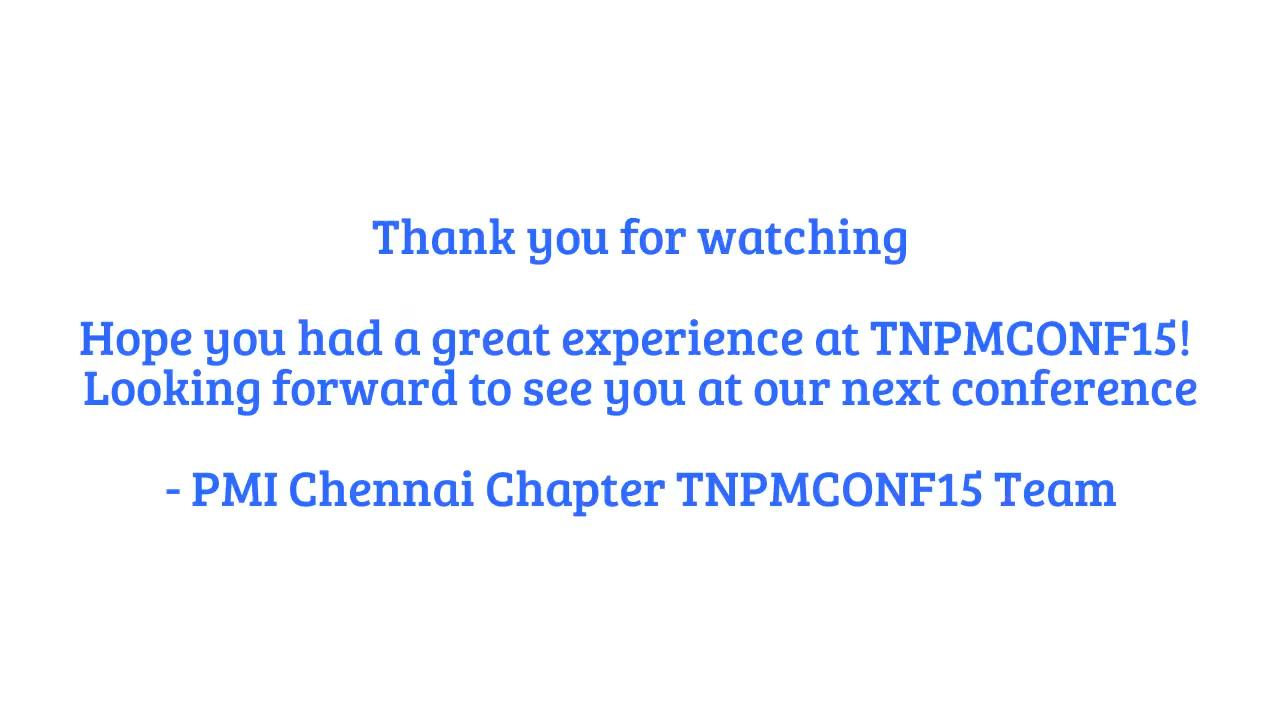 Thank you for watching
Hope you had a great experience at TNPMCONF15!
Looking forward to see you at our next conference
- PMI Chennai Chapter TNPMCONF15 Team